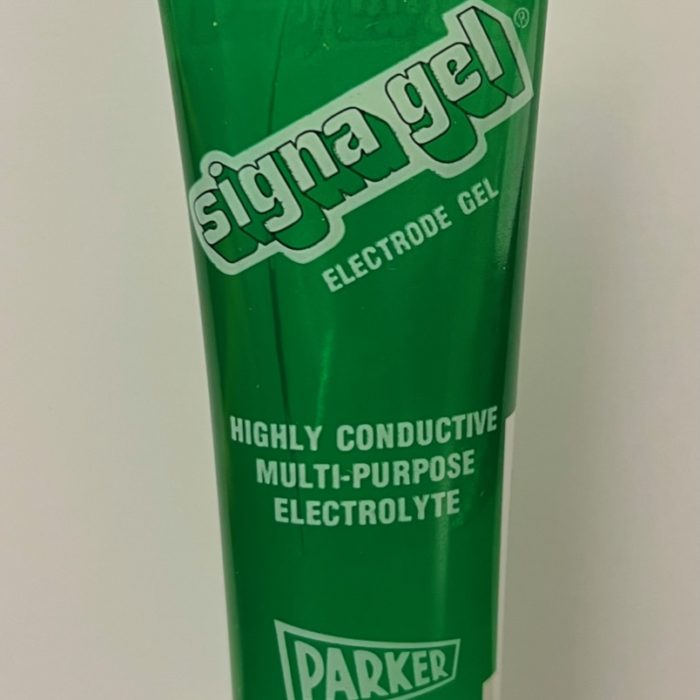 signa gel®
ELECTRODE GEL
HIGHLY CONDUCTIVE
MULTI-PURPOSE
ELECTROLYTE
PARKER